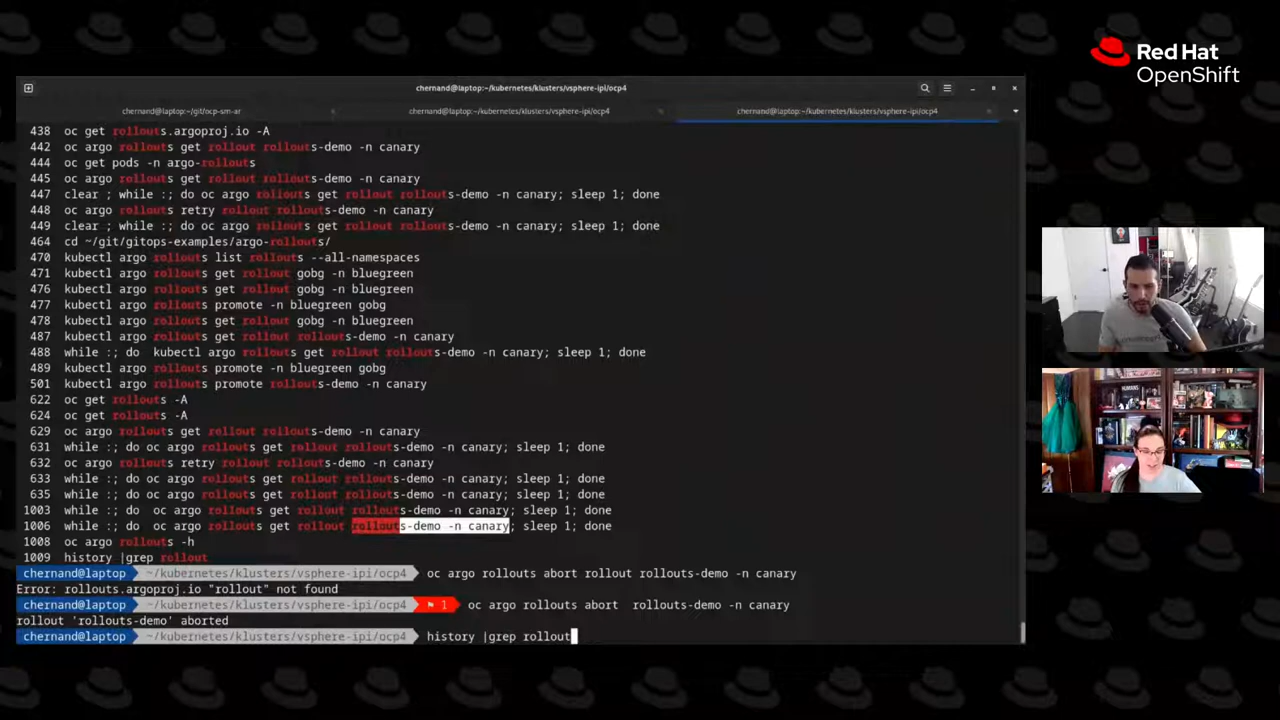 Red Hat
OpenShift
chernand@laptop:~/kubernetes/klusters/vsphere-ipi/ocp4
chernand@laptop:~/git/ocp-sm-ar
chernand@laptop:~/kubernetes/klusters/vsphere-ipi/ocp4
chernand@laptop:~/kubernetes/klusters/vsphere-ipi/ocp4
438 oc get rollouts.argoproj.io -A
442 oc argo rollouts get rollout rollouts-demo -n canary
444 oc get pods -n argo-rollouts
445 oc argo rollouts get rollout rollouts-demo -n canary
447 clear ; while :; do oc argo rollouts get rollout rollouts-demo -n canary; sleep 1; done
448 oc argo rollouts retry rollout rollouts-demo -n canary
449 clear ; while :; do oc argo rollouts get rollout rollouts-demo -n canary; sleep 1; done
464 cd ~/git/gitops-examples/argo-rollouts/
470 kubectl argo rollouts list rollouts --all-namespaces
471 kubectl argo rollouts get rollout gobg -n bluegreen
476 kubectl argo rollouts get rollout gobg -n bluegreen
477 kubectl argo rollouts promote -n bluegreen gobg
478 kubectl argo rollouts get rollout gobg -n bluegreen
487 kubectl argo rollouts get rollout rollouts-demo -n canary
488 while :; do  kubectl argo rollouts get rollout rollouts-demo -n canary; sleep 1; done
489 kubectl argo rollouts promote -n bluegreen gobg
501 kubectl argo rollouts promote rollouts-demo -n canary
622 oc get rollouts -A
624 oc get rollouts -A
629 oc argo rollouts get rollout rollouts-demo -n canary
631 while :; do oc argo rollouts get rollout rollouts-demo -n canary; sleep 1; done
632 oc argo rollouts retry rollout rollouts-demo -n canary
633 while :; do oc argo rollouts get rollout rollouts-demo -n canary; sleep 1; done
635 while :; do oc argo rollouts get rollout rollouts-demo -n canary; sleep 1; done
1003 while :; do  oc argo rollouts get rollout rollouts-demo -n canary; sleep 1; done
1006 while :; do  oc argo rollouts get rollout rollouts-demo -n canary; sleep 1; done
1008 oc argo rollouts -h
1009 history |grep rollout
chernand@laptop ~/kubernetes/klusters/vsphere-ipi/ocp4 oc argo rollouts abort rollout rollouts-demo -n canary
Error: rollouts.argoproj.io "rollout" not found
chernand@laptop ~/kubernetes/klusters/vsphere-ipi/ocp4 1 oc argo rollouts abort  rollouts-demo -n canary
rollout 'rollouts-demo' aborted
chernand@laptop ~/kubernetes/klusters/vsphere-ipi/ocp4 history |grep rollout